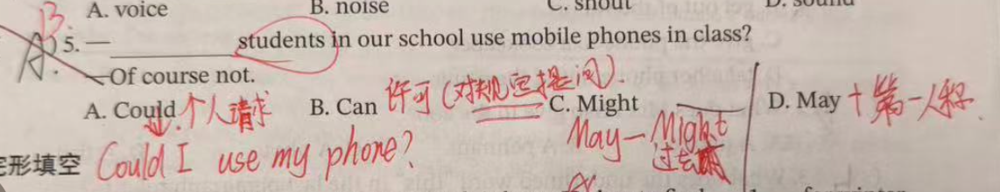 A. voice B. noise C. shout D. sound
B.
A. 5. — ________ students in our school use mobile phones in class?
—Of course not.
A. Could 个人请求 B. Can 许可(对规定提问). C. Might D. May + 第一人称
May — Might
过去
完形填空 Could I use my phone?